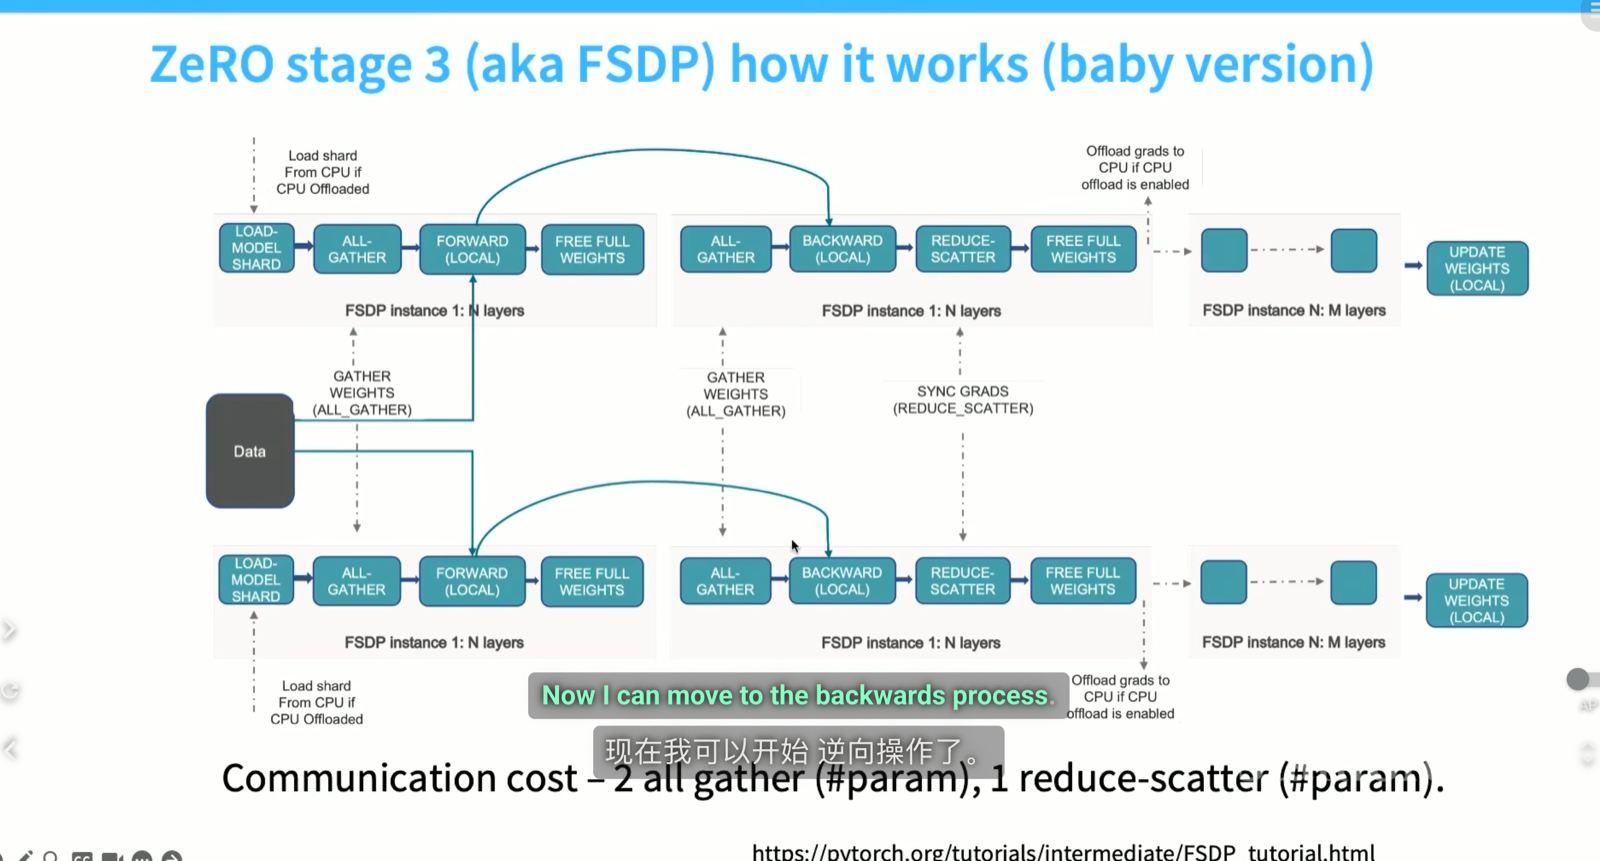 ZeRO stage 3 (aka FSDP) how it works (baby version)
Load shard
From CPU if
CPU Offloaded
Offload grads to
CPU if CPU
offload is enabled
LOAD-
MODEL
SHARD
ALL-
GATHER
FORWARD
(LOCAL)
FREE FULL
WEIGHTS
FSDP instance 1: N layers
ALL-
GATHER
BACKWARD
(LOCAL)
REDUCE-
SCATTER
FREE FULL
WEIGHTS
FSDP instance 1: N layers
FSDP instance N: M layers
UPDATE
WEIGHTS
(LOCAL)
GATHER
WEIGHTS
(ALL_GATHER)
GATHER
WEIGHTS
(ALL_GATHER)
SYNC GRADS
(REDUCE_SCATTER)
Data
LOAD-
MODEL
SHARD
ALL-
GATHER
FORWARD
(LOCAL)
FREE FULL
WEIGHTS
FSDP instance 1: N layers
ALL-
GATHER
BACKWARD
(LOCAL)
REDUCE-
SCATTER
FREE FULL
WEIGHTS
FSDP instance 1: N layers
FSDP instance N: M layers
UPDATE
WEIGHTS
(LOCAL)
Load shard
From CPU if
CPU Offloaded
Offload grads to
CPU if CPU
offload is enabled
Now I can move to the backwards process.
现在我可以开始 逆向操作了。
Communication cost – 2 all gather (#param), 1 reduce-scatter (#param).
https://pytorch.org/tutorials/intermediate/FSDP_tutorial.html